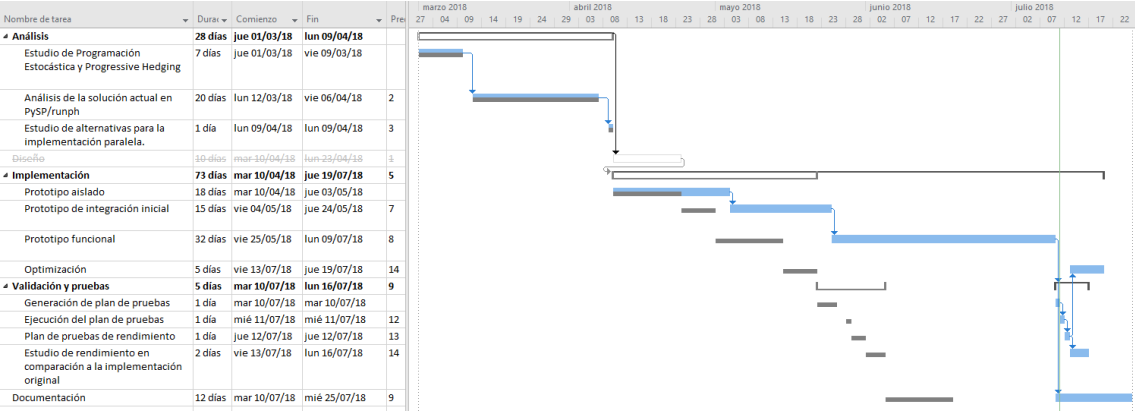 marzo 2018 abril 2018 mayo 2018 junio 2018 julio 2018
Nombre de tarea Durac Comienzo Fin Pred 27 04 09 14 19 24 29 03 08 13 18 23 28 03 08 13 18 23 28 02 07 12 17 22 27 02 07 12 17 22
Análisis 28 días jue 01/03/18 lun 09/04/18
Estudio de Programación 7 días jue 01/03/18 vie 09/03/18
Estocástica y Progressive Hedging
Análisis de la solución actual en 20 días lun 12/03/18 vie 06/04/18 2
PySP/runph
Estudio de alternativas para la 1 día lun 09/04/18 lun 09/04/18 3
implementación paralela.
Diseño 10 días mar 10/04/18 lun 23/04/18 1
Implementación 73 días mar 10/04/18 jue 19/07/18 5
Prototipo aislado 18 días mar 10/04/18 jue 03/05/18
Prototipo de integración inicial 15 días vie 04/05/18 jue 24/05/18 7
Prototipo funcional 32 días vie 25/05/18 lun 09/07/18 8
Optimización 5 días vie 13/07/18 jue 19/07/18 14
Validación y pruebas 5 días mar 10/07/18 lun 16/07/18 9
Generación de plan de pruebas 1 día mar 10/07/18 mar 10/07/18
Ejecución del plan de pruebas 1 día mié 11/07/18 mié 11/07/18 12
Plan de pruebas de rendimiento 1 día jue 12/07/18 jue 12/07/18 13
Estudio de rendimiento en 2 días vie 13/07/18 lun 16/07/18 14
comparación a la implementación
original
Documentación 12 días mar 10/07/18 mié 25/07/18 9